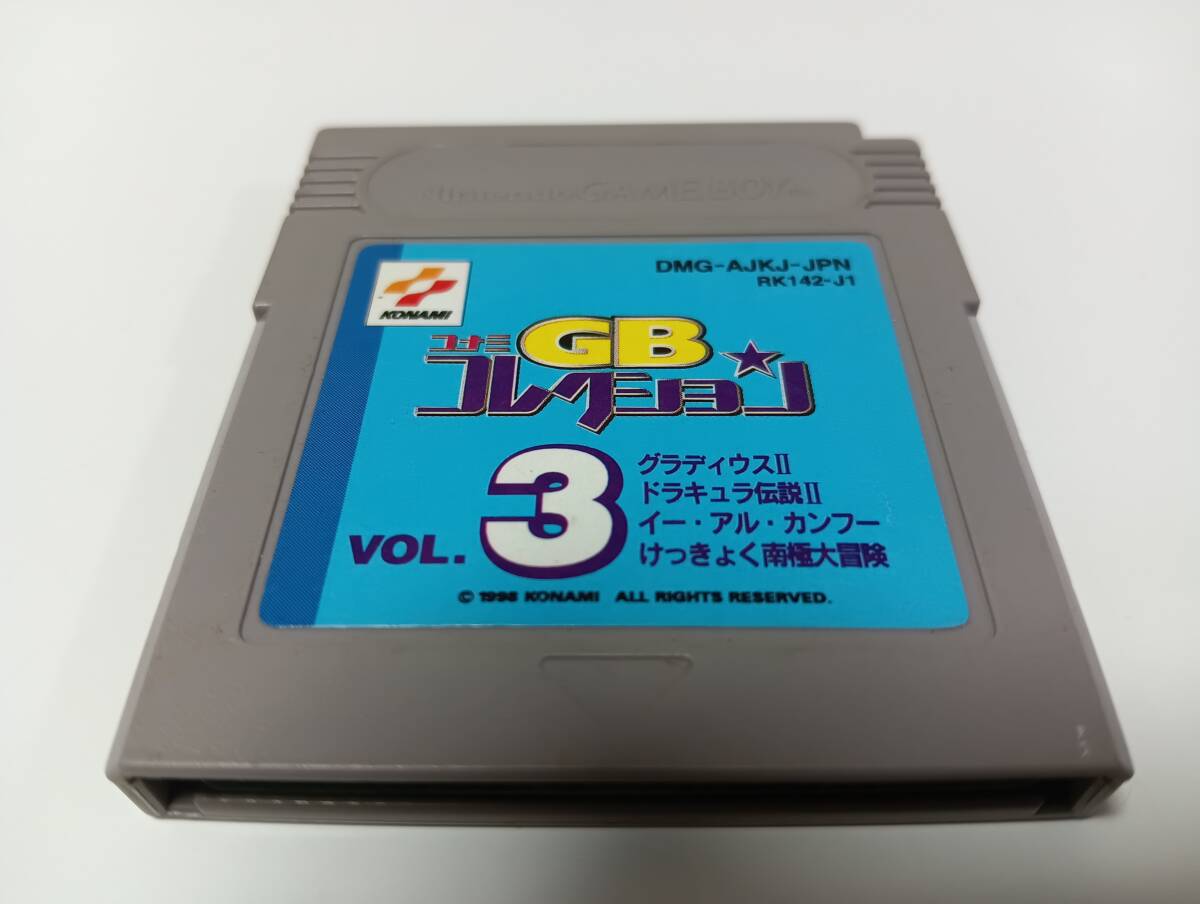 Nintendo GAME BOY
KONAMI
DMG-AJKJ-JPN
RK142-J1
コナミ GB
コレクション
VOL. 3
グラディウスII
ドラキュラ伝説II
イー・アル・カンフー
けっきょく南極大冒険
© 1998 KONAMI ALL RIGHTS RESERVED.